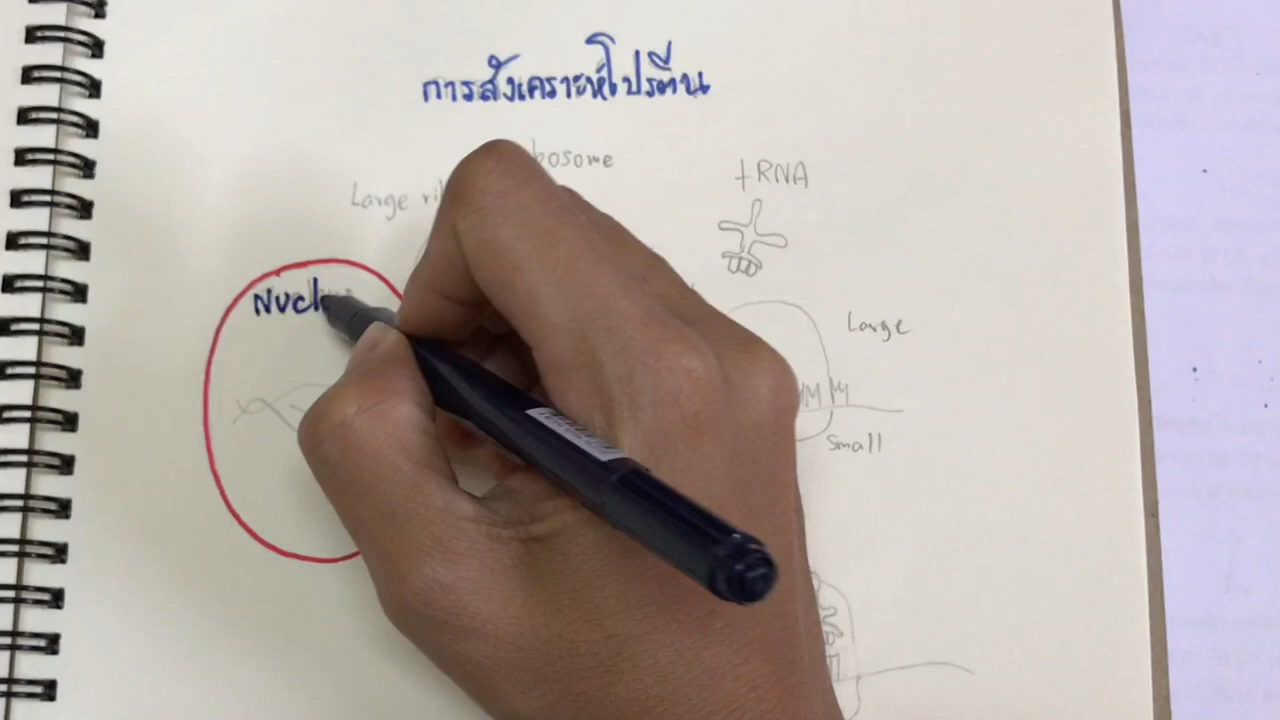 การสังเคราะห์โปรตีน
bosome
tRNA
Large ri
Nucl
Large
Small